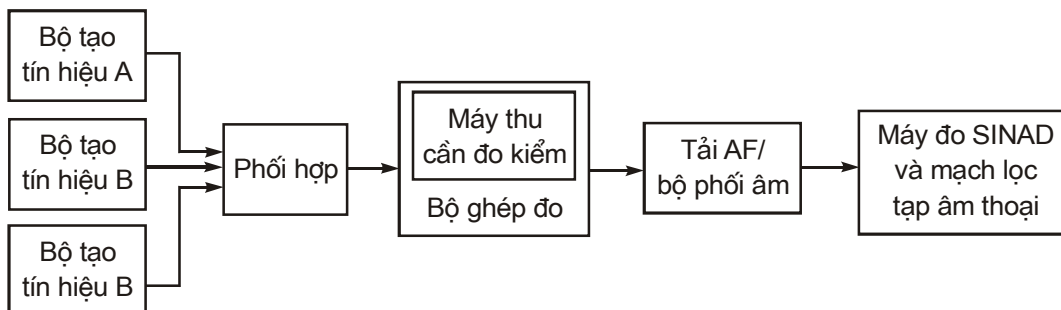 Bộ tạo
tín hiệu A
Bộ tạo
tín hiệu B
Bộ tạo
tín hiệu B
Phối hợp
Máy thu
cần đo kiểm
Bộ ghép đo
Tải AF/
bộ phối âm
Máy đo SINAD
và mạch lọc
tạp âm thoại